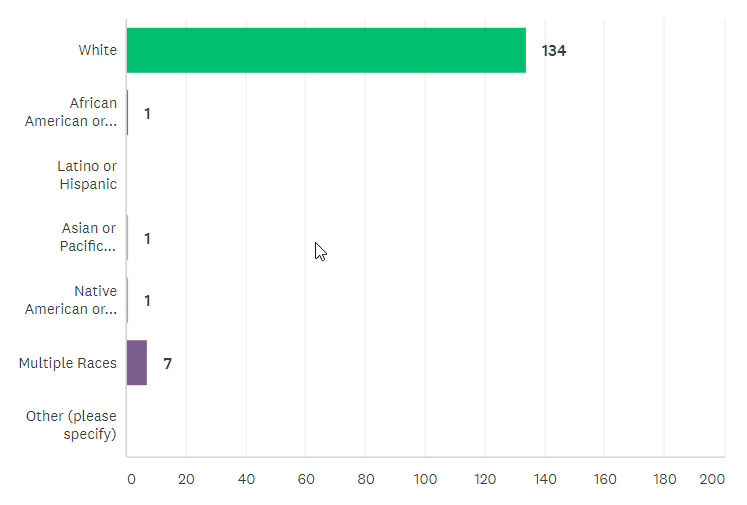 White
134
African
American or...
1
Latino or
Hispanic
Asian or
Pacific...
1
Native
American or...
1
Multiple Races
7
Other (please
specify)
0 20 40 60 80 100 120 140 160 180 200